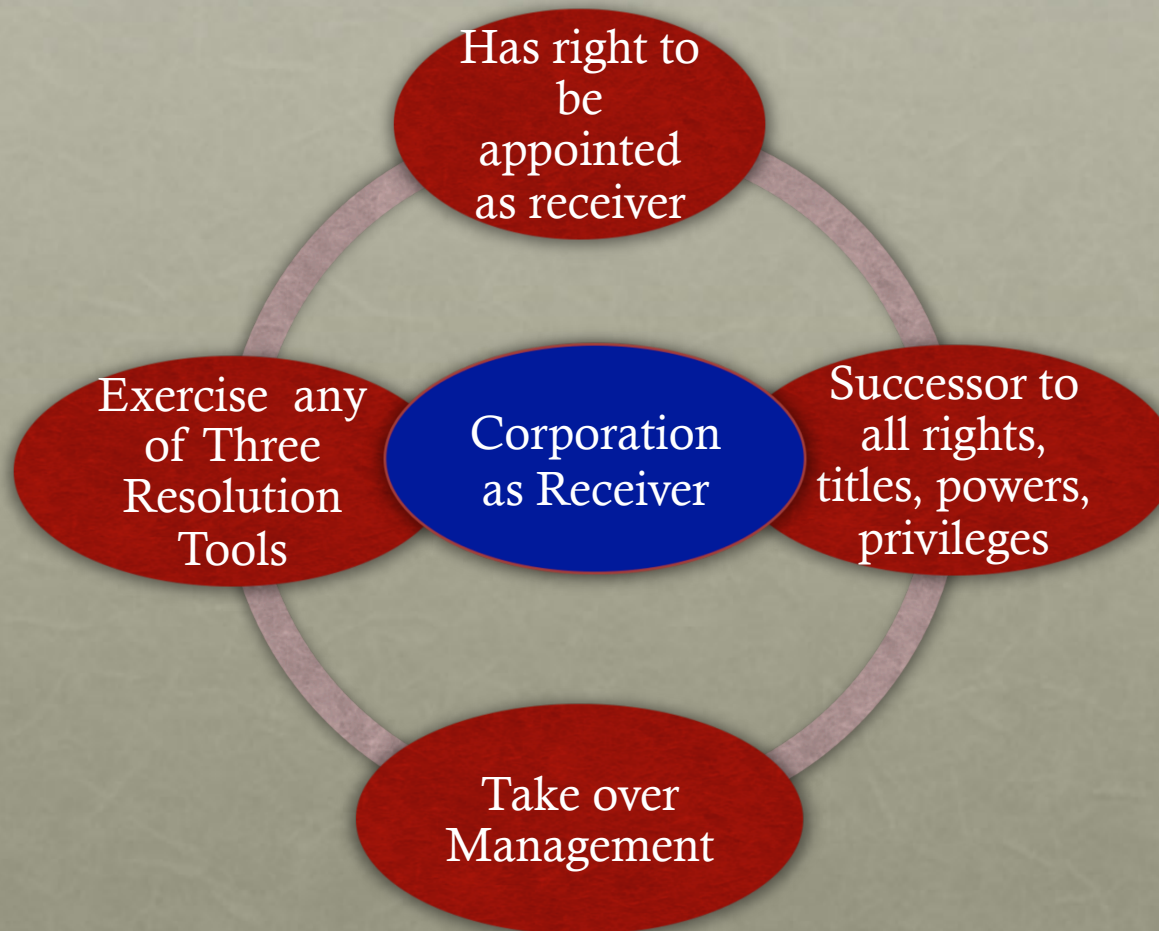 Has right to
be
appointed
as receiver
Exercise any
of Three
Resolution
Tools
Corporation
as Receiver
Successor to
all rights,
titles, powers,
privileges
Take over
Management